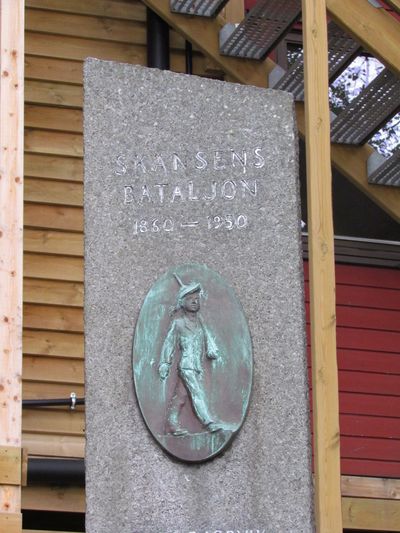 SKANSENS
BATALJON
1860 — 1950